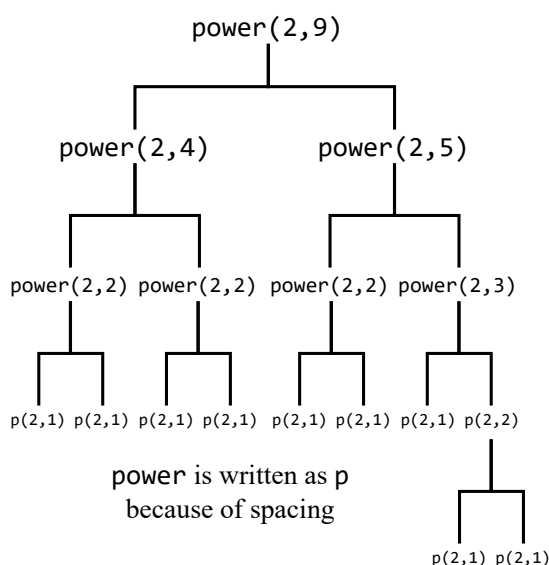 power(2,9)
power(2,4) power(2,5)
power(2,2) power(2,2) power(2,2) power(2,3)
p(2,1) p(2,1) p(2,1) p(2,1) p(2,1) p(2,1) p(2,1) p(2,2)
power is written as p
because of spacing
p(2,1) p(2,1)